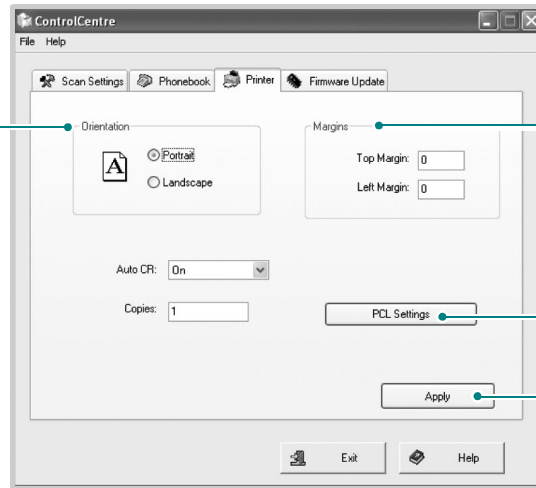 ControlCentre
File Help
Scan Settings Phonebook Printer Firmware Update
Orientation
A
Portrait
Landscape
Margins
Top Margin: 0
Left Margin: 0
Auto CR: On
Copies: 1
PCL Settings
Apply
Exit Help